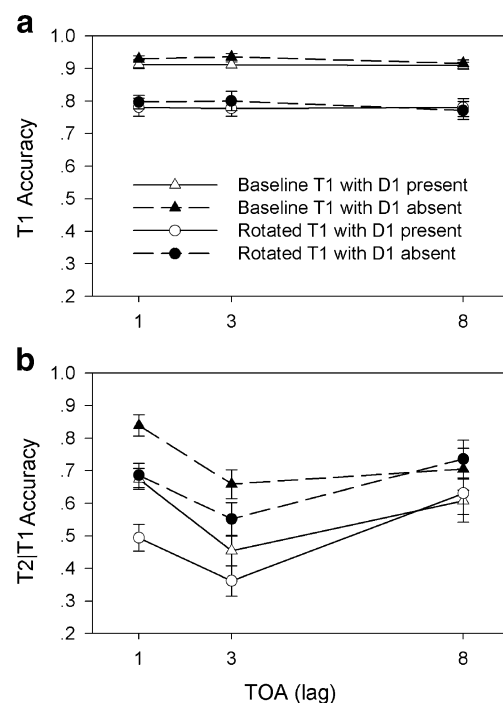 a
1.0
.9
.8
.7
.6
.5
.4
.3
.2
T1 Accuracy
Baseline T1 with D1 present
Baseline T1 with D1 absent
Rotated T1 with D1 present
Rotated T1 with D1 absent
1 3 8
b
1.0
.9
.8
.7
.6
.5
.4
.3
.2
T2|T1 Accuracy
1 3 8
TOA (lag)